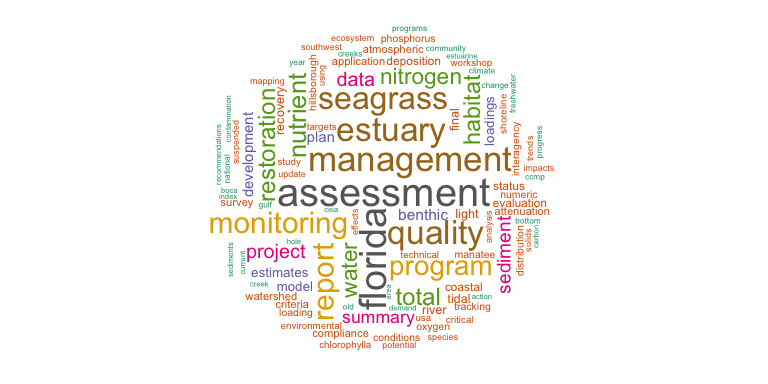 programs
ecosystem phosphorus
southwest atmospheric community
creeks estuarine
year application deposition workshop
using data nitrogen climate
mapping hillsborough seagrass habitat change freshwater
recovery nutrient final loadings shoreline
contamination restoration targets estuary
suspended development plan interagency trends progress
recommendations national study management impacts
update ccmp
boca index assessment status numeric
survey gulf ceia benthic light evaluation
monitoring effects attenuation
florida quality analysis bottom
project hole solids carbon
sediments current report water technical manatee sediment distribution
estimates program
creek model area total coastal
watershed tidal action
criteria old demand river tracking
loading summary usa critical
environmental oxygen
compliance conditions species
chlorophylla potential